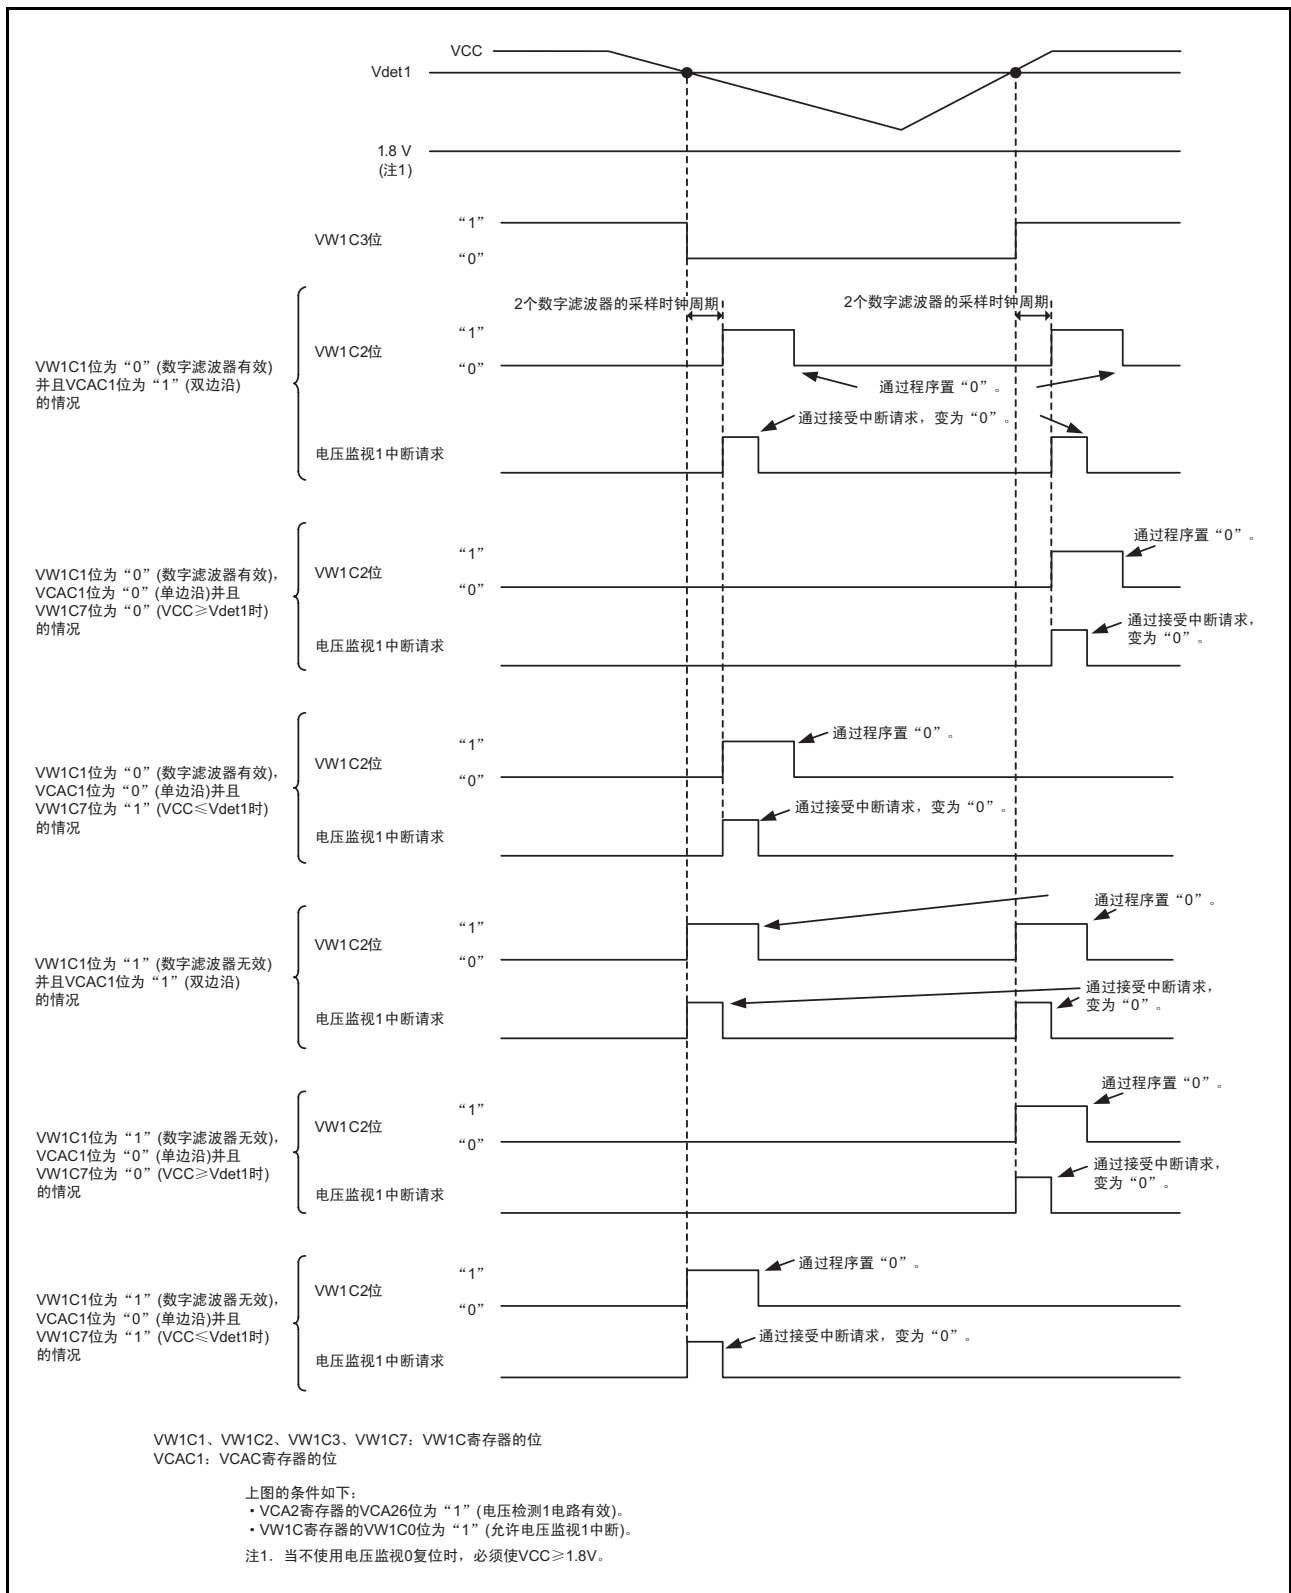 VCC
Vdet1
1.8 V
(注1)
VW1C3位
“1”
“0”
2个数字滤波器的采样时钟周期
2个数字滤波器的采样时钟周期
VW1C1位为“0”(数字滤波器有效)
并且VCAC1位为“1”(双边沿)
的情况
VW1C2位
“1”
“0”
通过程序置“0”。
通过接受中断请求，变为“0”。
电压监视1中断请求
VW1C1位为“0”(数字滤波器有效)，
VCAC1位为“0”(单边沿)并且
VW1C7位为“0”(VCC≥Vdet1时)
的情况
VW1C2位
“1”
“0”
通过程序置“0”。
电压监视1中断请求
通过接受中断请求，
变为“0”。
VW1C1位为“0”(数字滤波器有效)，
VCAC1位为“0”(单边沿)并且
VW1C7位为“1”(VCC≤Vdet1时)
的情况
VW1C2位
“1”
“0”
通过程序置“0”。
电压监视1中断请求
通过接受中断请求，变为“0”。
VW1C1位为“1”(数字滤波器无效)
并且VCAC1位为“1”(双边沿)
的情况
VW1C2位
“1”
“0”
通过程序置“0”。
电压监视1中断请求
通过接受中断请求，
变为“0”。
VW1C1位为“1”(数字滤波器无效)，
VCAC1位为“0”(单边沿)并且
VW1C7位为“0”(VCC≥Vdet1时)
的情况
VW1C2位
“1”
“0”
通过程序置“0”。
电压监视1中断请求
通过接受中断请求，
变为“0”。
VW1C1位为“1”(数字滤波器无效)，
VCAC1位为“0”(单边沿)并且
VW1C7位为“1”(VCC≤Vdet1时)
的情况
VW1C2位
“1”
“0”
通过程序置“0”。
电压监视1中断请求
通过接受中断请求，变为“0”。
VW1C1、VW1C2、VW1C3、VW1C7：VW1C寄存器的位
VCAC1：VCAC寄存器的位
上图的条件如下：
・VCA2寄存器的VCA26位为“1”(电压检测1电路有效)。
・VW1C寄存器的VW1C0位为“1”(允许电压监视1中断)。
注1. 当不使用电压监视0复位时，必须使VCC≥1.8V。